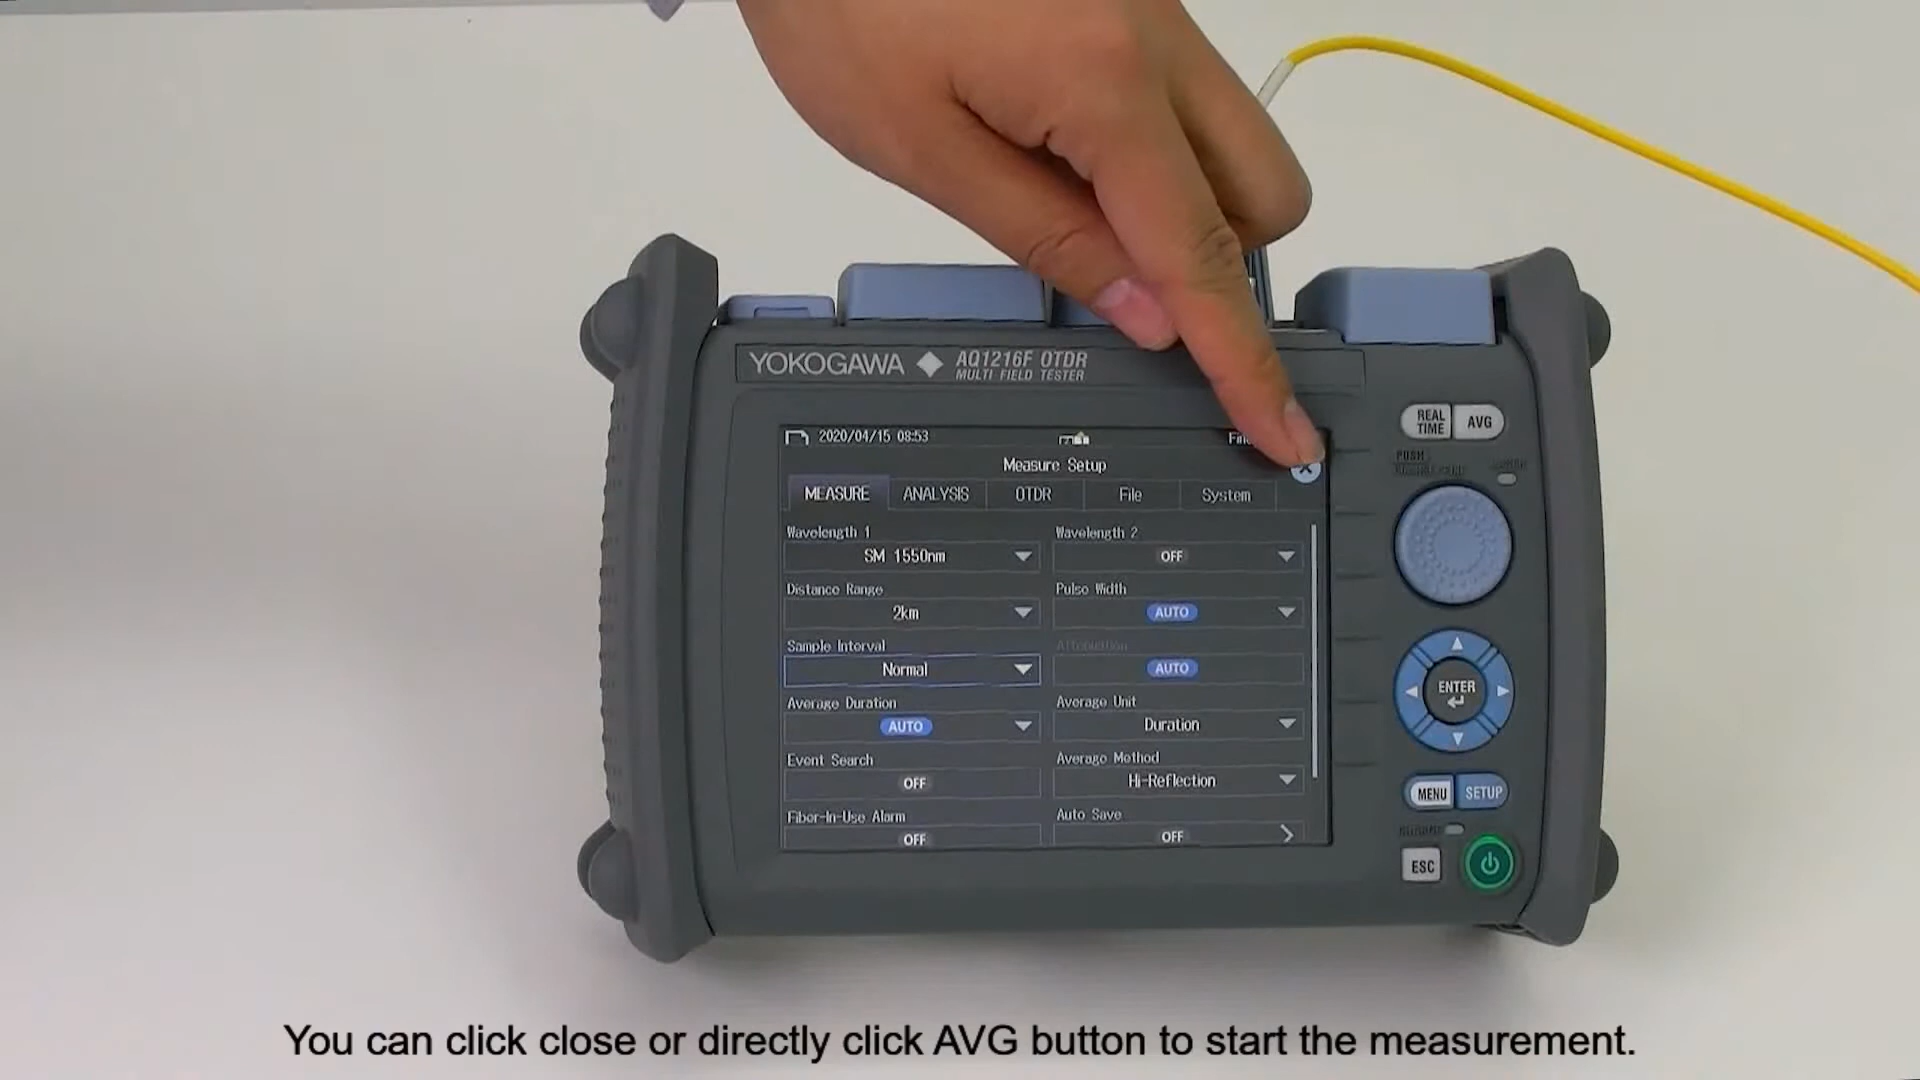 YOKOGAWA ◆ AQ1216F OTDR
MULTI FIELD TESTER
2020/04/15 08:53
Measure Setup
MEASURE ANALYSIS OTDR File System
Wavelength 1 Wavelength 2
SM 1550nm OFF
Distance Range Pulse Width
2km AUTO
Sample Interval Attenuation
Normal AUTO
Average Duration Average Unit
AUTO Duration
Event Search Average Method
OFF Hi-Reflection
Fiber-In-Use Alarm Auto Save
OFF OFF
REAL TIME AVG
PUSH
ENTER
MENU SETUP
ESC
You can click close or directly click AVG button to start the measurement.